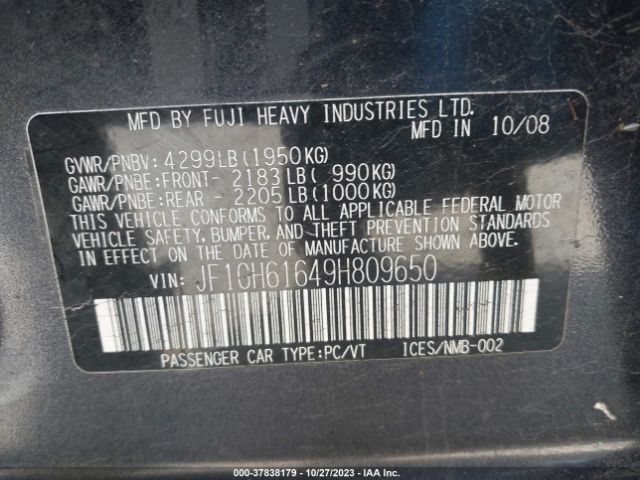 MFD BY FUJI HEAVY INDUSTRIES LTD.
MFD IN 10/08
GVWR/PNBV: 4299LB(1950KG)
GAWR/PNBE:FRONT- 2183LB( 990KG)
GAWR/PNBE:REAR - 2205LB(1000KG)
THIS VEHICLE CONFORMS TO ALL APPLICABLE FEDERAL MOTOR
VEHICLE SAFETY, BUMPER, AND THEFT PREVENTION STANDARDS
IN EFFECT ON THE DATE OF MANUFACTURE SHOWN ABOVE.
VIN: JF1GH61649H809650
PASSENGER CAR TYPE:PC/VT ICES/NMB-002
000-37838179 | 10/27/2023 | IAA Inc.